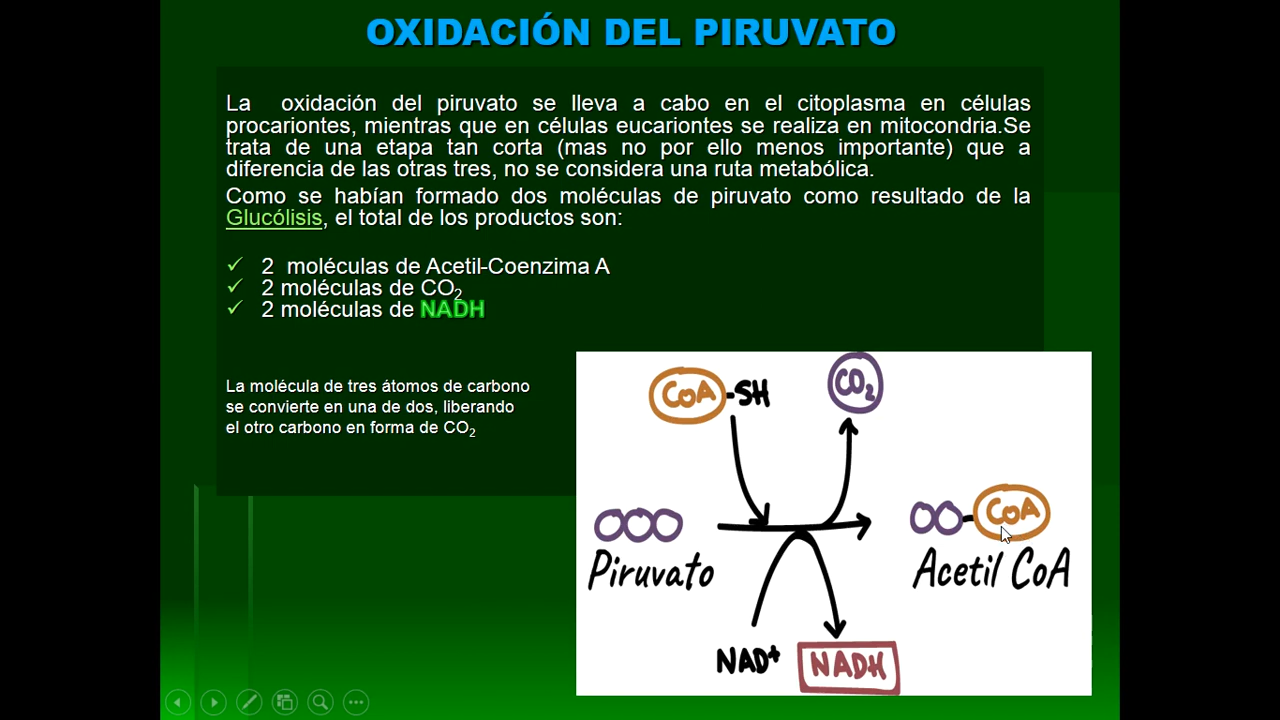 OXIDACIÓN DEL PIRUVATO
La oxidación del piruvato se lleva a cabo en el citoplasma en células
procariontes, mientras que en células eucariontes se realiza en mitocondria.Se
trata de una etapa tan corta (mas no por ello menos importante) que a
diferencia de las otras tres, no se considera una ruta metabólica.
Como se habían formado dos moléculas de piruvato como resultado de la
Glucólisis, el total de los productos son:
✓ 2 moléculas de Acetil-Coenzima A
✓ 2 moléculas de CO₂
✓ 2 moléculas de NADH
La molécula de tres átomos de carbono
se convierte en una de dos, liberando
el otro carbono en forma de CO₂
CoA-SH
CO₂
CoA
Piruvato
Acetil CoA
NAD⁺
NADH